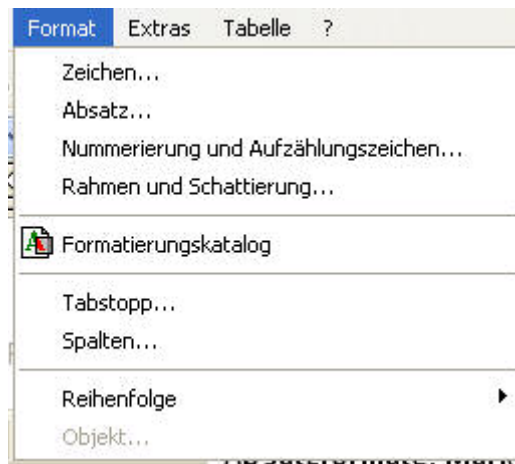 Format Extras Tabelle ?
Zeichen...
Absatz...
Nummerierung und Aufzählungszeichen...
Rahmen und Schattierung...
Formatierungskatalog
Tabstopp...
Spalten...
Reihenfolge
Objekt...